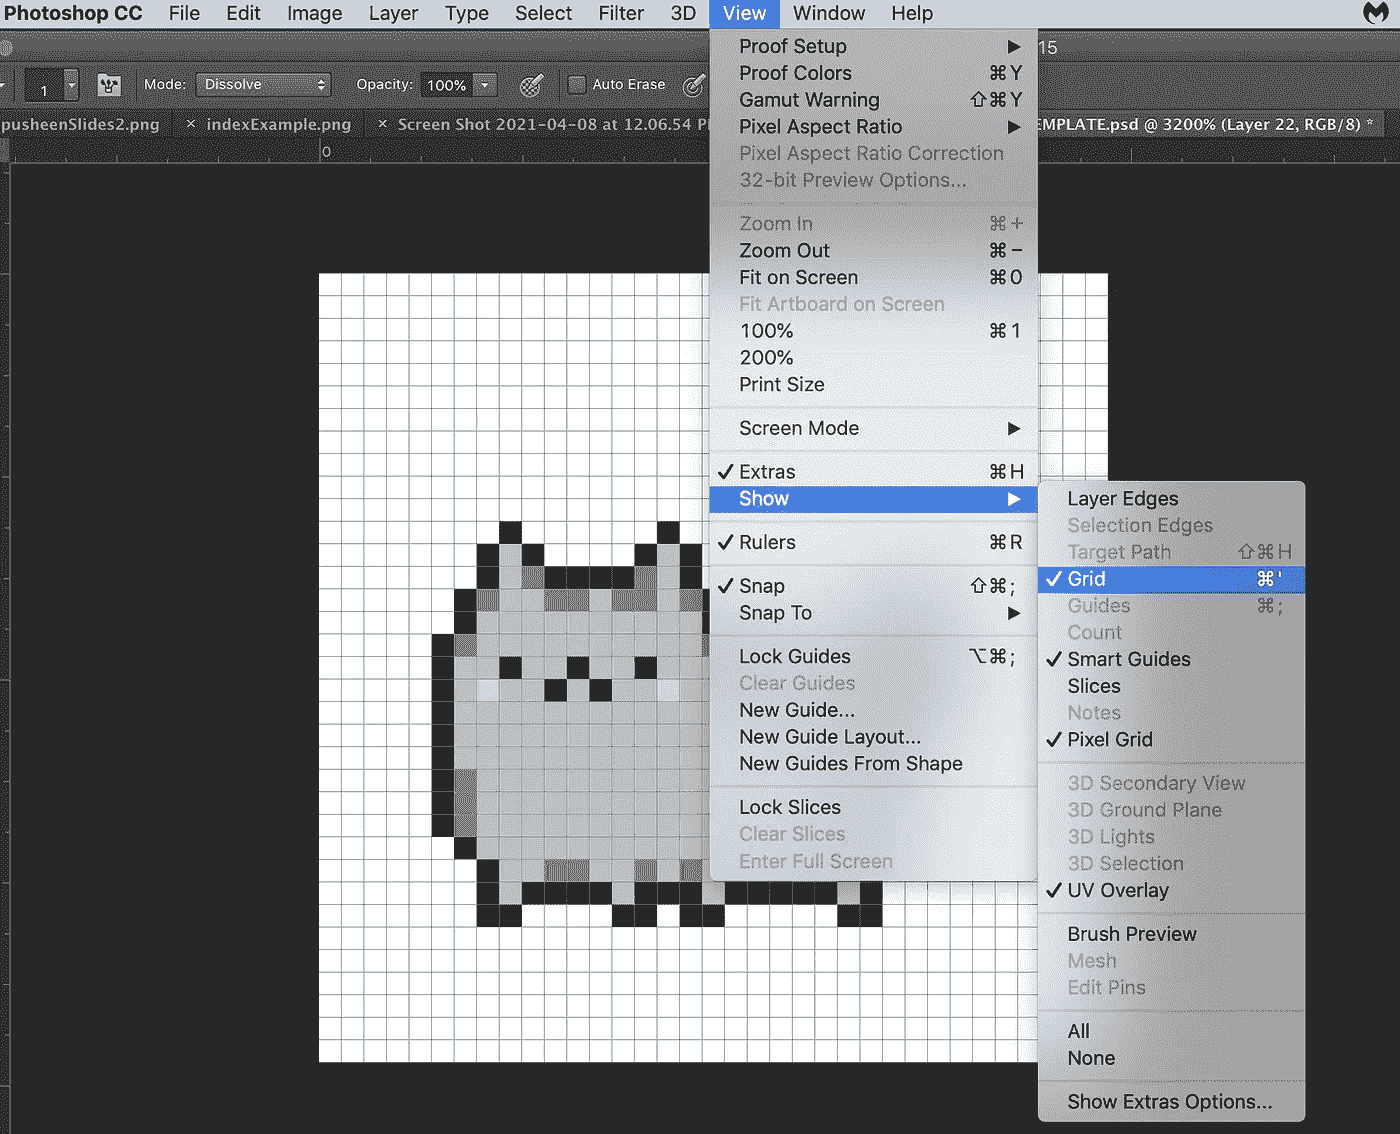 Photoshop CC File Edit Image Layer Type Select Filter 3D View Window Help
15
1 Mode: Dissolve Opacity: 100% Auto Erase
pusheenSlides2.png × indexExample.png × Screen Shot 2021-04-08 at 12.06.54 EMPLATE.psd @ 3200% (Layer 22, RGB/8) *
0
Proof Setup ▶
Proof Colors ⌘Y
Gamut Warning ⇧⌘Y
Pixel Aspect Ratio ▶
Pixel Aspect Ratio Correction
32-bit Preview Options...
Zoom In ⌘+
Zoom Out ⌘−
Fit on Screen ⌘0
Fit Artboard on Screen
100% ⌘1
200%
Print Size
Screen Mode ▶
✓ Extras ⌘H
Show ▶
✓ Rulers ⌘R
✓ Snap ⇧⌘;
Snap To ▶
Lock Guides ⌥⌘;
Clear Guides
New Guide...
New Guide Layout...
New Guides From Shape
Lock Slices
Clear Slices
Enter Full Screen
Layer Edges
Selection Edges
Target Path ⇧⌘H
✓ Grid ⌘'
Guides ⌘;
Count
✓ Smart Guides
Slices
Notes
✓ Pixel Grid
3D Secondary View
3D Ground Plane
3D Lights
3D Selection
✓ UV Overlay
Brush Preview
Mesh
Edit Pins
All
None
Show Extras Options...